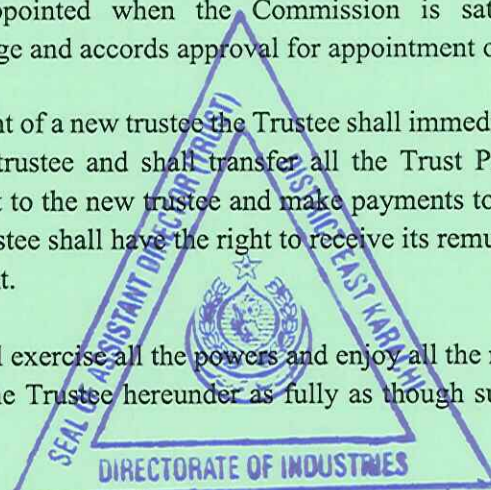 ppointed when the Commission is sat
ge and accords approval for appointment o
nt of a new trustee the Trustee shall immed
trustee and shall transfer all the Trust P
t to the new trustee and make payments to
stee shall have the right to receive its remu
t.
l exercise all the powers and enjoy all the r
he Trustee hereunder as fully as though su
SEAL OF ASSISTANT DIRECTOR (TRUST)
DISTRICT EAST KARACHI
DIRECTORATE OF INDUSTRIES